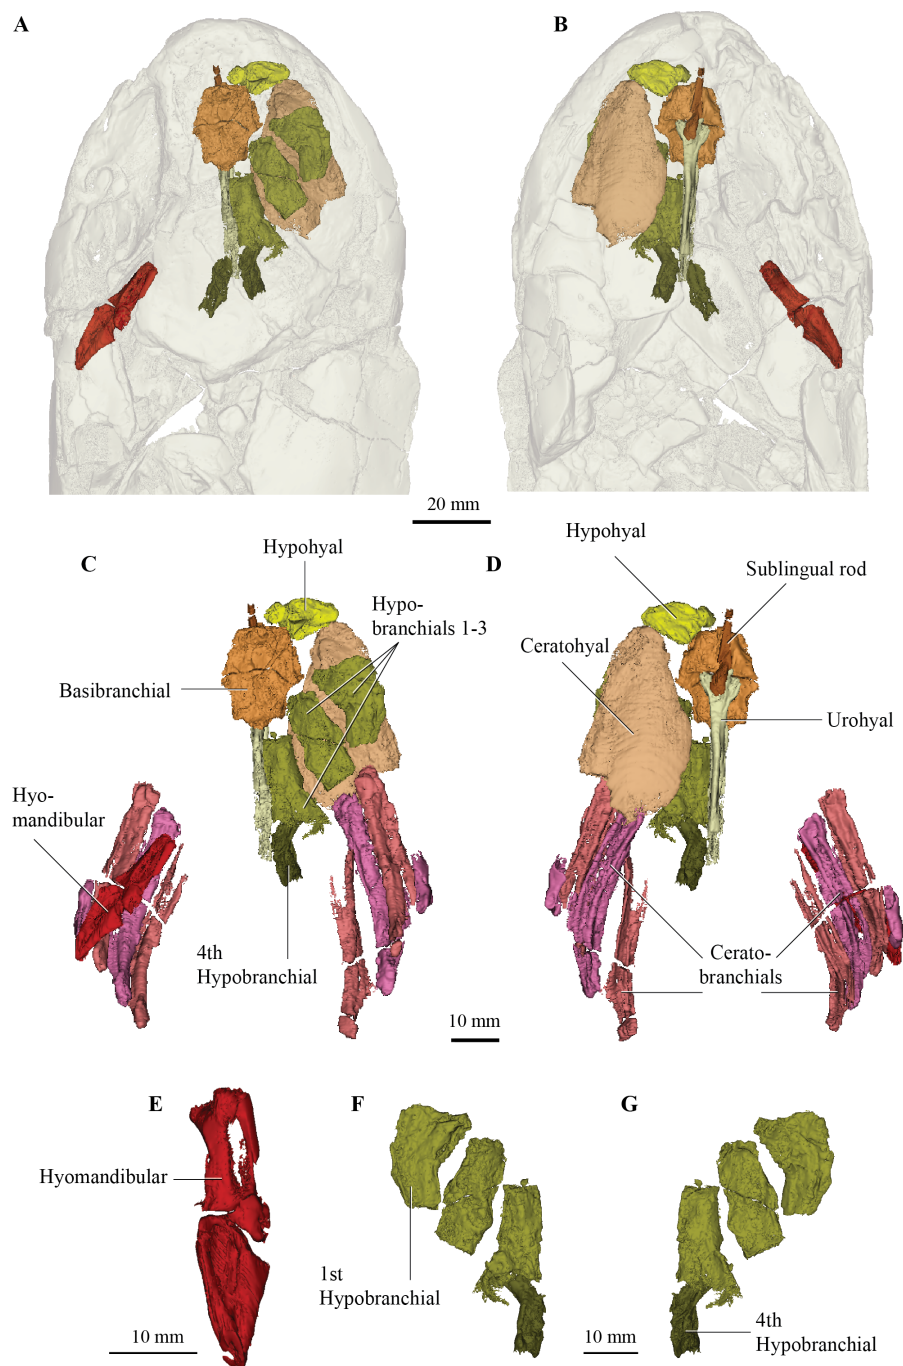 A
B
20 mm
C
D
Hypohyal
Hypohyal
Sublingual rod
Hypo-
branchials 1-3
Ceratohyal
Basibranchial
Urohyal
Hyo-
mandibular
4th
Hypobranchial
Cerato-
branchials
10 mm
E
F
G
Hyomandibular
1st
Hypobranchial
4th
Hypobranchial
10 mm
10 mm